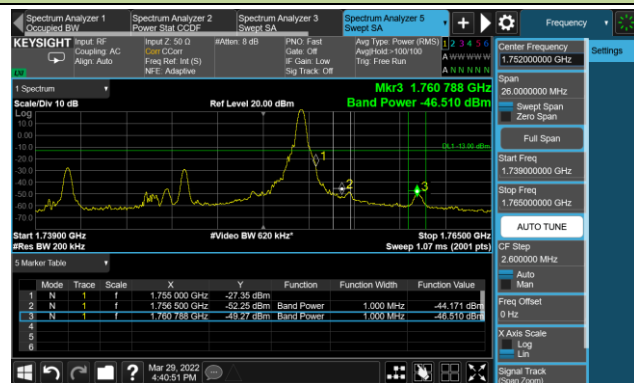 Spectrum Analyzer 1
Occupied BW
Spectrum Analyzer 2
Power Stat CCDF
Spectrum Analyzer 3
Swept SA
Spectrum Analyzer 5
Swept SA
Frequency
KEYSIGHT
Input: RF
Coupling: AC
Align: Auto
Input Z: 50 Ω
Corr CCorr
Freq Ref: Int (S)
NFE: Adaptive
#Atten: 8 dB
PNO: Fast
Gate: Off
IF Gain: Low
Sig Track: Off
Avg Type: Power (RMS)
Avg|Hold:>100/100
Trig: Free Run
1 2 3 4 5 6
A W W W W W
A N N N N N
1 Spectrum
Scale/Div 10 dB
Ref Level 20.00 dBm
Mkr3 1.760 788 GHz
Band Power -46.510 dBm
Log
10.0
0.00
-10.0
-20.0
-30.0
-40.0
-50.0
-60.0
-70.0
DL1 -13.00 dBm
1
2
3
Start 1.73900 GHz
#Video BW 620 kHz*
Stop 1.76500 GHz
#Res BW 200 kHz
Sweep 1.07 ms (2001 pts)
5 Marker Table
Mode Trace Scale X Y Function Function Width Function Value
1 N 1 f 1.755 000 GHz -27.35 dBm
2 N 1 f 1.756 500 GHz -52.25 dBm Band Power 1.000 MHz -44.171 dBm
3 N 1 f 1.760 788 GHz -49.27 dBm Band Power 1.000 MHz -46.510 dBm
4
5
6
Mar 29, 2022
4:40:51 PM
Center Frequency
1.752000000 GHz
Settings
Span
26.0000000 MHz
Swept Span
Zero Span
Full Span
Start Freq
1.739000000 GHz
Stop Freq
1.765000000 GHz
AUTO TUNE
CF Step
2.600000 MHz
Auto
Man
Freq Offset
0 Hz
X Axis Scale
Log
Lin
Signal Track
(Span Zoom)